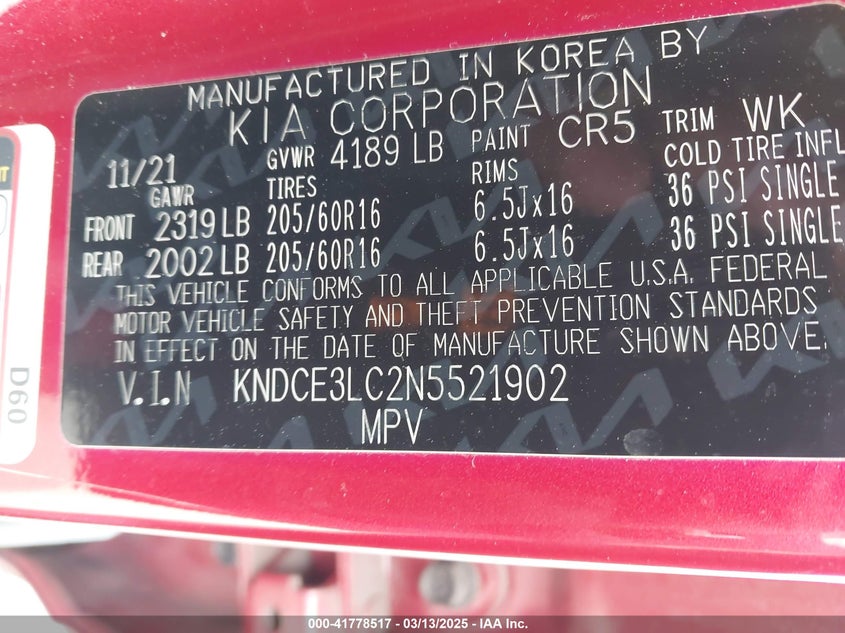 MANUFACTURED IN KOREA BY
KIA CORPORATION
11/21 GVWR 4189 LB PAINT CR5 TRIM WK
GAWR TIRES RIMS COLD TIRE INFL
FRONT 2319 LB 205/60R16 6.5Jx16 36 PSI SINGLE
REAR 2002 LB 205/60R16 6.5Jx16 36 PSI SINGLE
THIS VEHICLE CONFORMS TO ALL APPLICABLE U.S.A. FEDERAL
MOTOR VEHICLE SAFETY AND THEFT PREVENTION STANDARDS
IN EFFECT ON THE DATE OF MANUFACTURE SHOWN ABOVE.
V.I.N KNDCE3LC2N5521902
MPV
D60
000-41778517 - 03/13/2025 - IAA Inc.